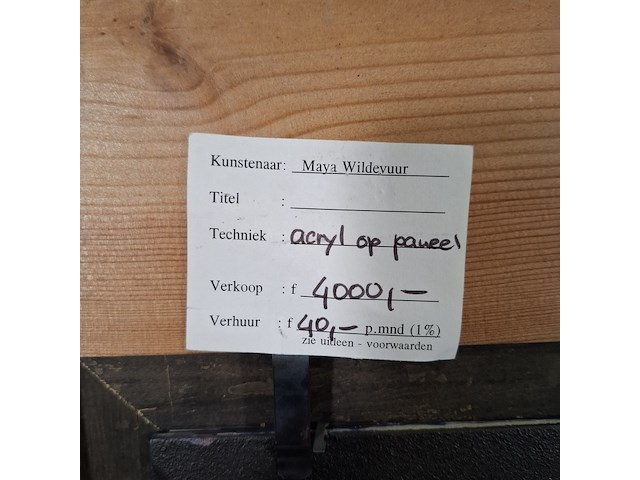 Kunstenaar: Maya Wildevuur
Titel :
Techniek : acryl op paneel
Verkoop : f 4000,-
Verhuur : f 40,- p.mnd (1%)
zie uitleen - voorwaarden